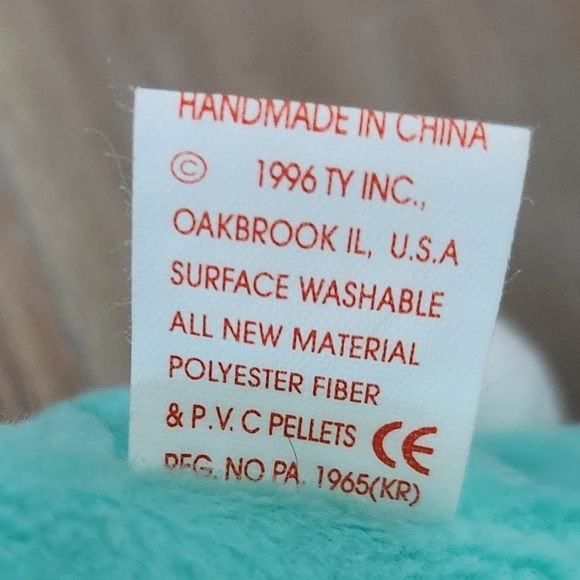 HANDMADE IN CHINA
© 1996 TY INC.,
OAKBROOK IL, U.S.A
SURFACE WASHABLE
ALL NEW MATERIAL
POLYESTER FIBER
& P.V.C PELLETS CE
REG. NO PA. 1965(KR)